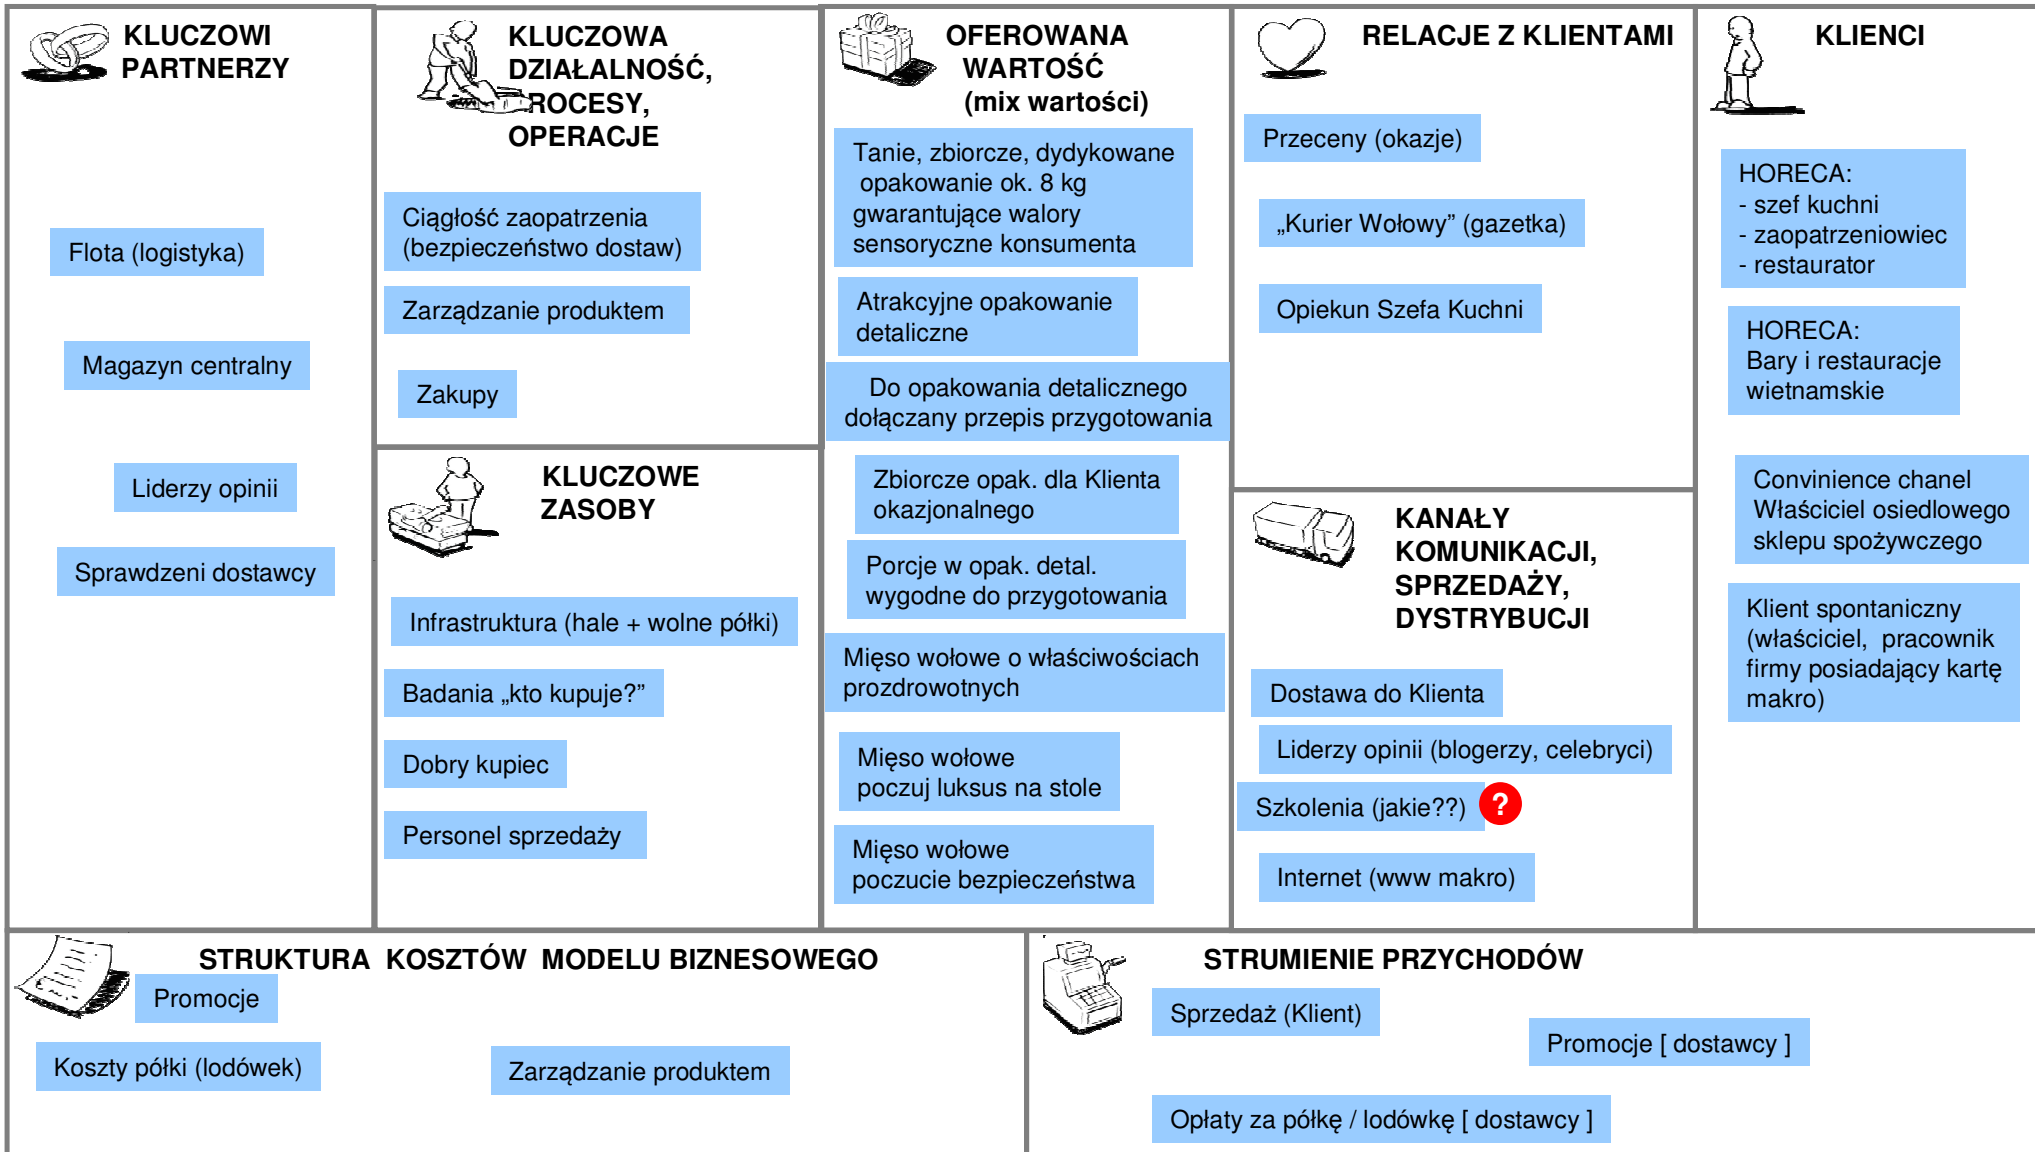 KLUCZOWI
PARTNERZY
Flota (logistyka)
Magazyn centralny
Liderzy opinii
Sprawdzeni dostawcy
KLUCZOWA
DZIAŁALNOŚĆ,
ROCESY,
OPERACJE
Ciągłość zaopatrzenia
(bezpieczeństwo dostaw)
Zarządzanie produktem
Zakupy
KLUCZOWE
ZASOBY
Infrastruktura (hale + wolne półki)
Badania „kto kupuje?”
Dobry kupiec
Personel sprzedaży
OFEROWANA
WARTOŚĆ
(mix wartości)
Tanie, zbiorcze, dydykowane
opakowanie ok. 8 kg
gwarantujące walory
sensoryczne konsumenta
Atrakcyjne opakowanie
detaliczne
Do opakowania detalicznego
dołączany przepis przygotowania
Zbiorcze opak. dla Klienta
okazjonalnego
Porcje w opak. detal.
wygodne do przygotowania
Mięso wołowe o właściwościach
prozdrowotnych
Mięso wołowe
poczuj luksus na stole
Mięso wołowe
poczucie bezpieczeństwa
RELACJE Z KLIENTAMI
Przeceny (okazje)
„Kurier Wołowy” (gazetka)
Opiekun Szefa Kuchni
KANAŁY
KOMUNIKACJI,
SPRZEDAŻY,
DYSTRYBUCJI
Dostawa do Klienta
Liderzy opinii (blogerzy, celebryci)
Szkolenia (jakie??) ?
Internet (www makro)
KLIENCI
HORECA:
- szef kuchni
- zaopatrzeniowiec
- restaurator
HORECA:
Bary i restauracje
wietnamskie
Convinience chanel
Właściciel osiedlowego
sklepu spożywczego
Klient spontaniczny
(właściciel, pracownik
firmy posiadający kartę
makro)
STRUKTURA KOSZTÓW MODELU BIZNESOWEGO
Promocje
Koszty półki (lodówek)
Zarządzanie produktem
STRUMIENIE PRZYCHODÓW
Sprzedaż (Klient)
Promocje [ dostawcy ]
Opłaty za półkę / lodówkę [ dostawcy ]